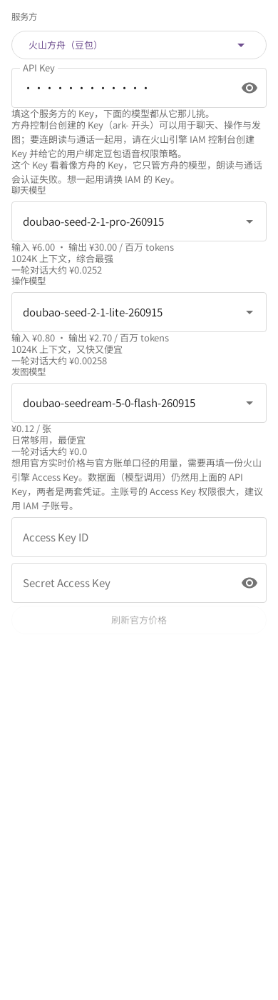 服务方
火山方舟（豆包）
API Key
· · · · · · · · · · · ·
填这个服务方的 Key，下面的模型都从它那儿挑。
方舟控制台创建的 Key（ark- 开头）可以用于聊天、操作与发
图；要连朗读与通话一起用，请在火山引擎 IAM 控制台创建
Key 并给它的用户绑定豆包语音权限策略。
这个 Key 看着像方舟的 Key，它只管方舟的模型，朗读与通话
会认证失败。想一起用请换 IAM 的 Key。
聊天模型
doubao-seed-2-1-pro-260915
输入 ¥6.00 · 输出 ¥30.00 / 百万 tokens
1024K 上下文，综合最强
一轮对话大约 ¥0.0252
操作模型
doubao-seed-2-1-lite-260915
输入 ¥0.80 · 输出 ¥2.70 / 百万 tokens
1024K 上下文，又快又便宜
一轮对话大约 ¥0.00258
发图模型
doubao-seedream-5-0-flash-260915
¥0.12 / 张
日常够用，最便宜
一轮对话大约 ¥0.0
想用官方实时价格与官方账单口径的用量，需要再填一份火山
引擎 Access Key。数据面（模型调用）仍然用上面的 API
Key，两者是两套凭证。主账号的 Access Key 权限很大，建议
用 IAM 子账号。
Access Key ID
Secret Access Key
刷新官方价格